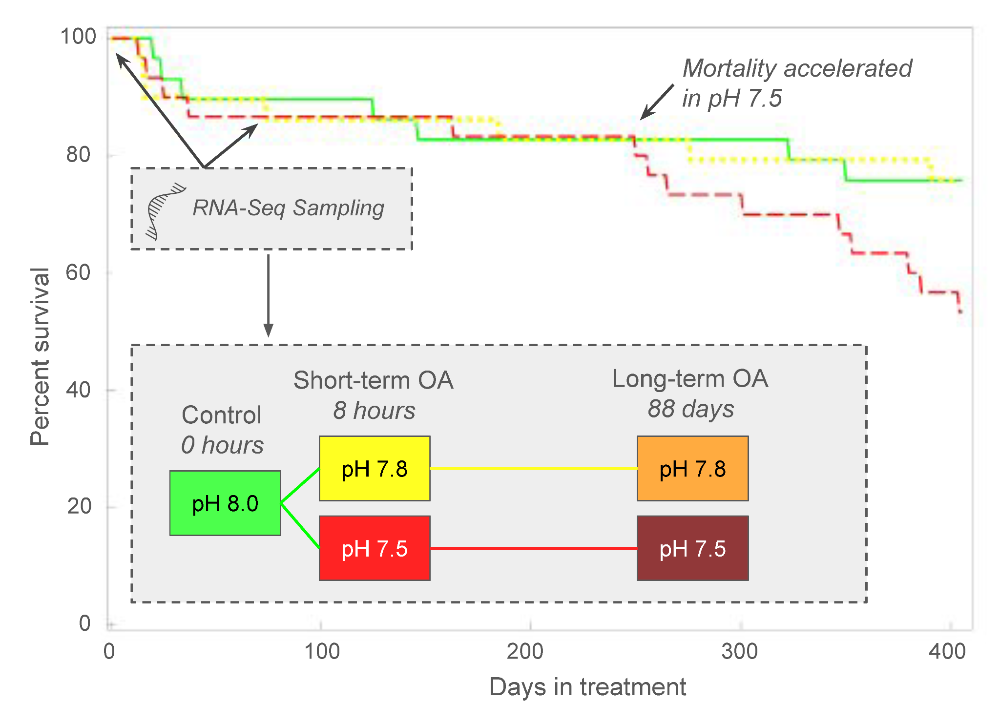 100
80
60
40
20
0
Percent survival
Mortality accelerated
in pH 7.5
RNA-Seq Sampling
Control
0 hours
Short-term OA
8 hours
Long-term OA
88 days
pH 8.0
pH 7.8
pH 7.5
pH 7.8
pH 7.5
0 100 200 300 400
Days in treatment